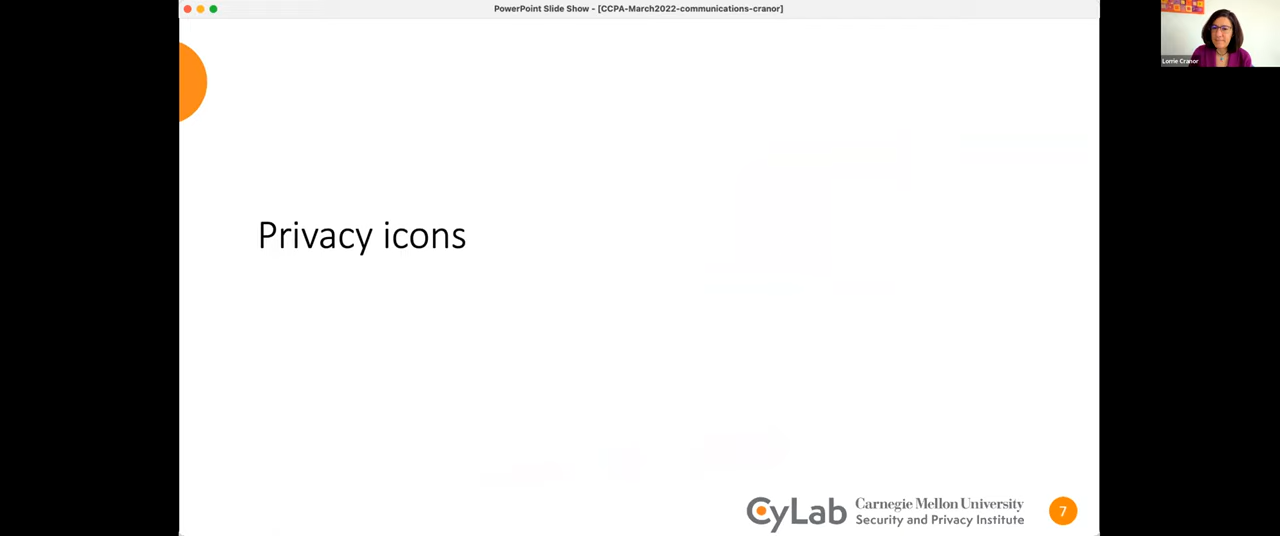 PowerPoint Slide Show - [CCPA-March2022-communications-cranor]
Lorrie Cranor
Privacy icons
CyLab
Carnegie Mellon University
Security and Privacy Institute
7